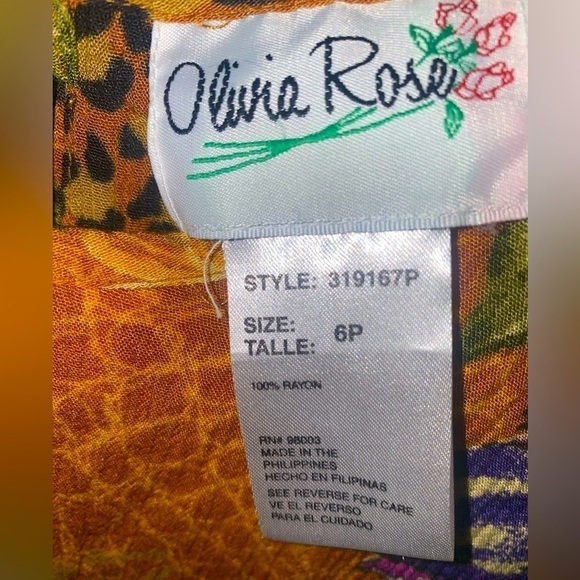 Olivia Rose
STYLE: 319167P
SIZE:
TALLE: 6P
100% RAYON
RN# 98003
MADE IN THE
PHILIPPINES
HECHO EN FILIPINAS
SEE REVERSE FOR CARE
VE EL REVERSO
PARA EL CUIDADO